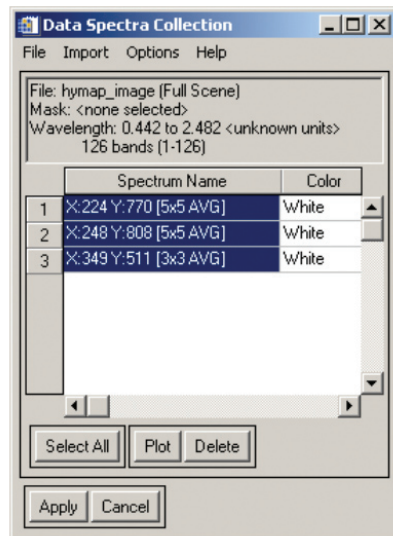 Data Spectra Collection
File Import Options Help
File: hymap_image (Full Scene)
Mask: <none selected>
Wavelength: 0.442 to 2.482 <unknown units>
126 bands (1-126)
Spectrum Name Color
1 X:224 Y:770 [5x5 AVG] White
2 X:248 Y:808 [5x5 AVG] White
3 X:349 Y:511 [3x3 AVG] White
Select All Plot Delete
Apply Cancel